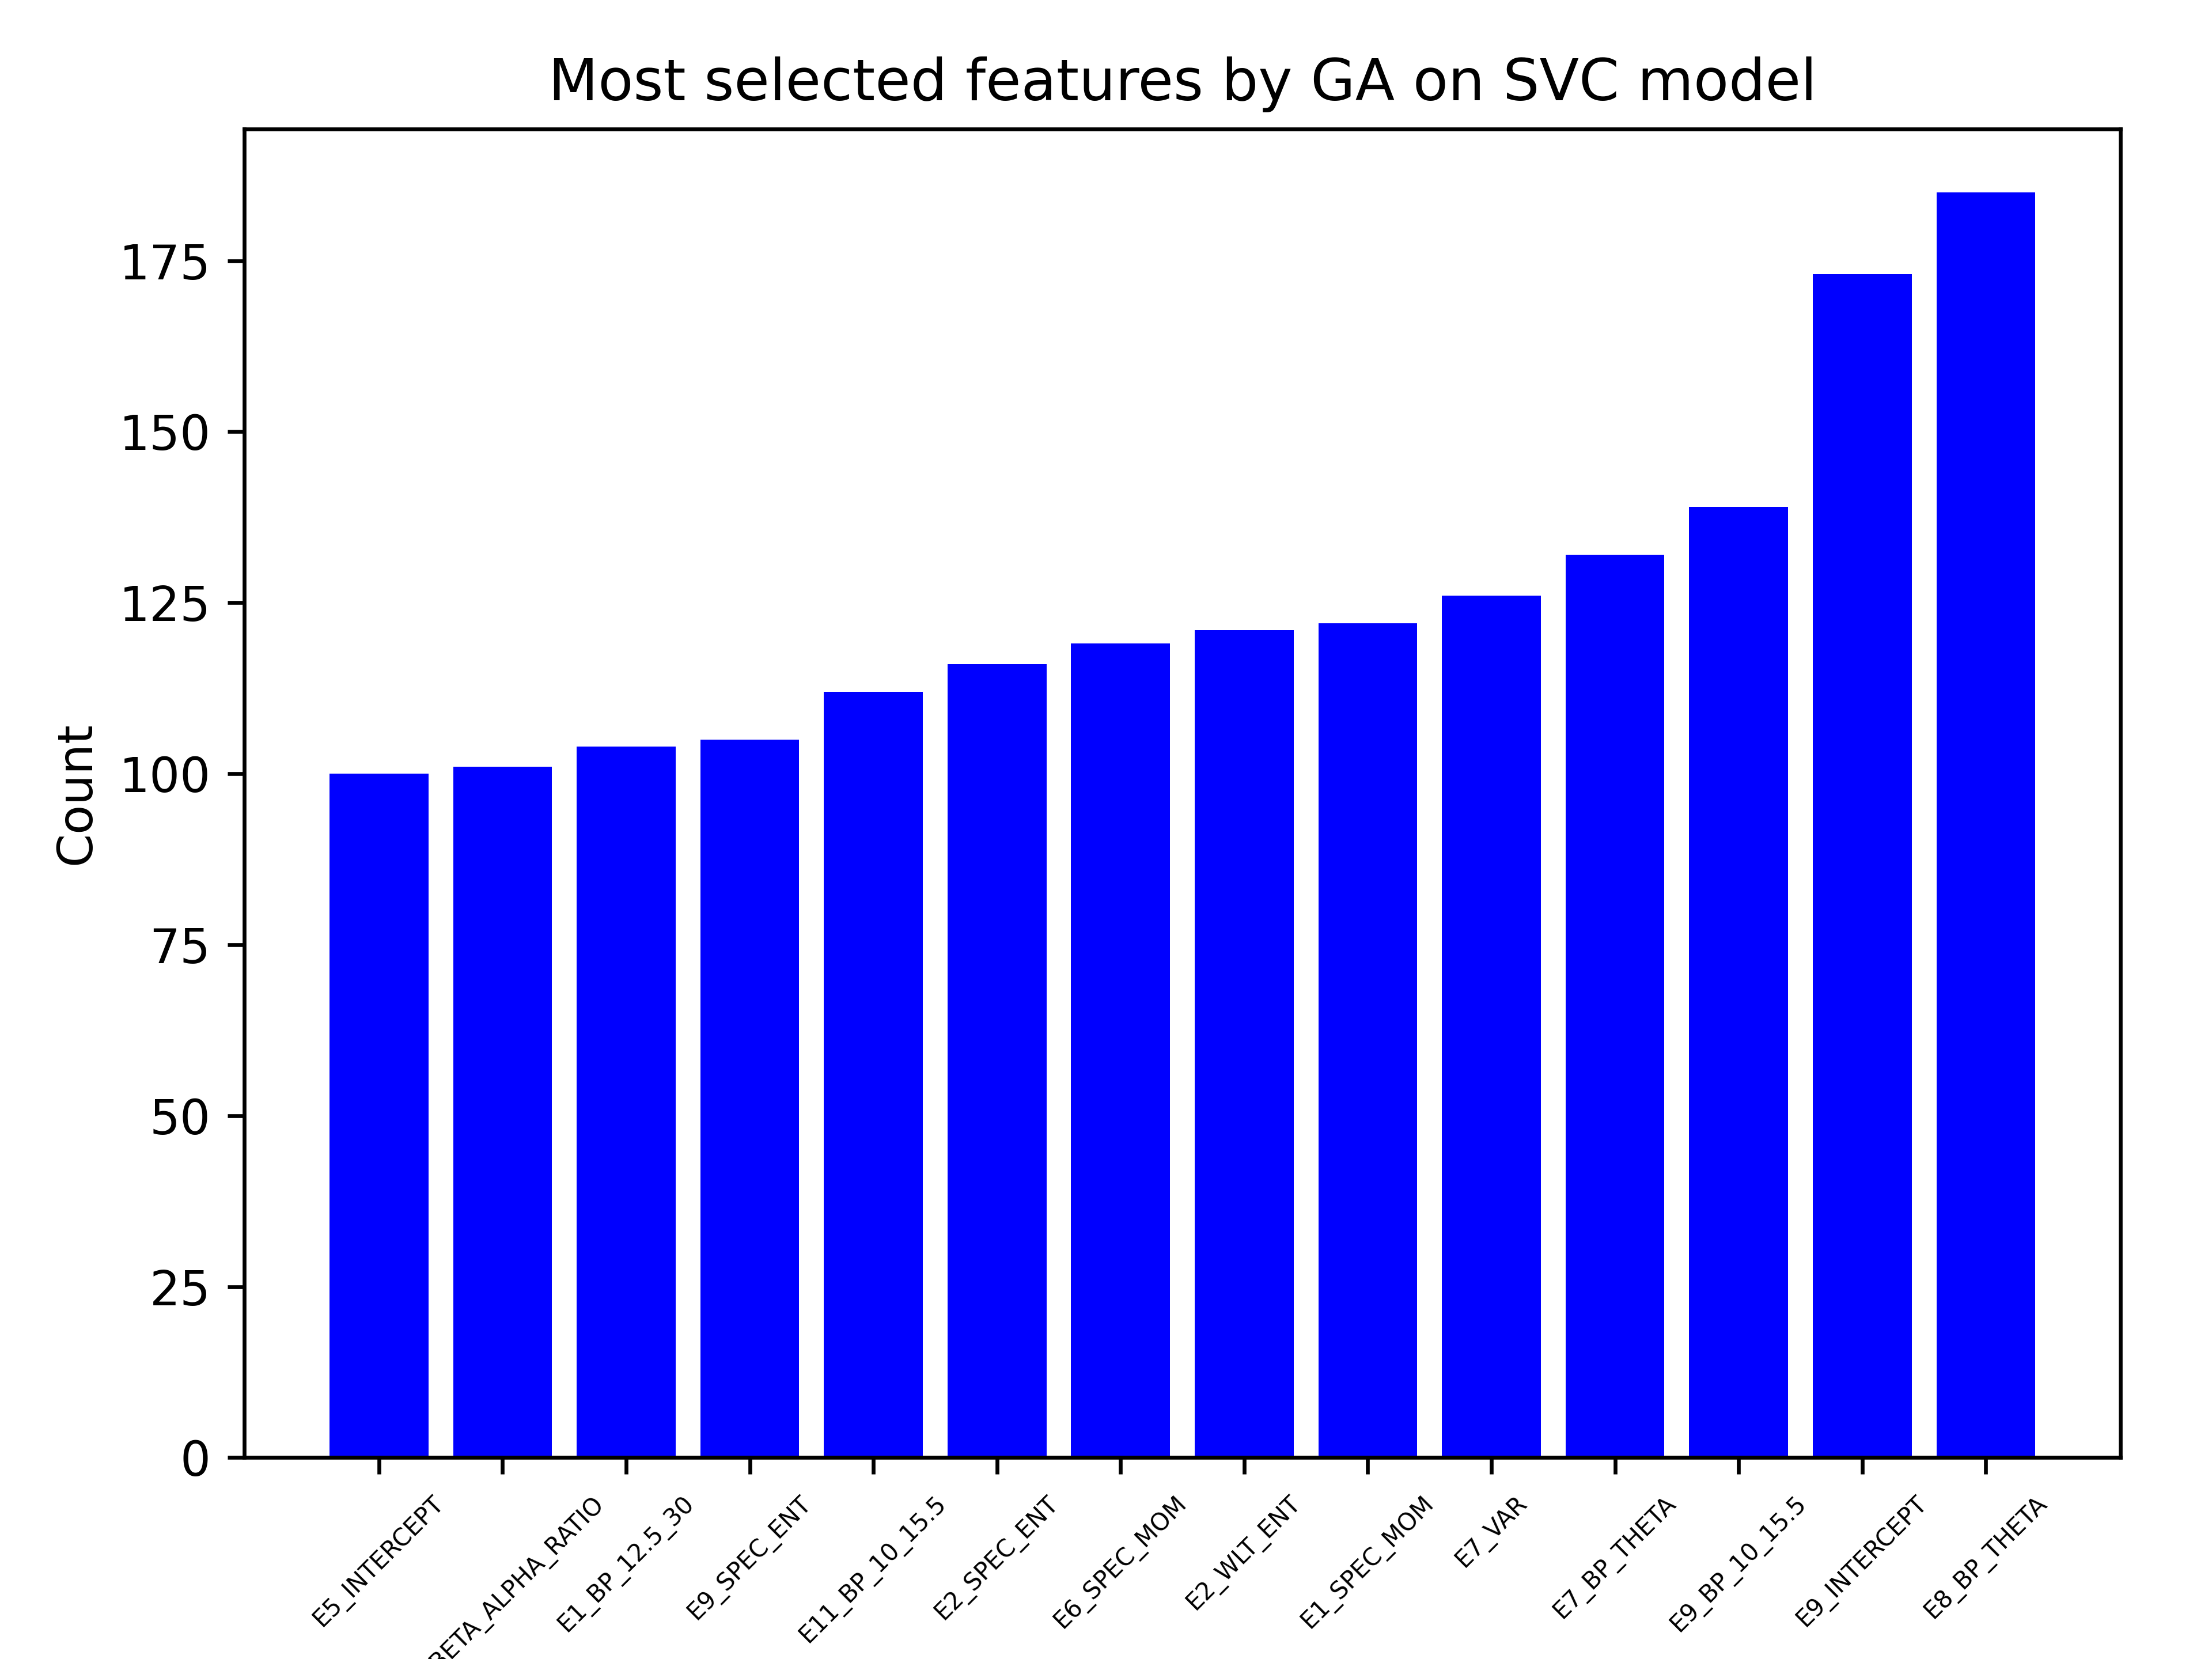 Most selected features by GA on SVC model
Count
175
150
125
100
75
50
25
0
E5_INTERCEPT
BETA_ALPHA_RATIO
E1_BP_12.5_30
E9_SPEC_ENT
E11_BP_10_15.5
E2_SPEC_ENT
E6_SPEC_MOM
E2_WLT_ENT
E1_SPEC_MOM
E7_VAR
E7_BP_THETA
E9_BP_10_15.5
E9_INTERCEPT
E8_BP_THETA